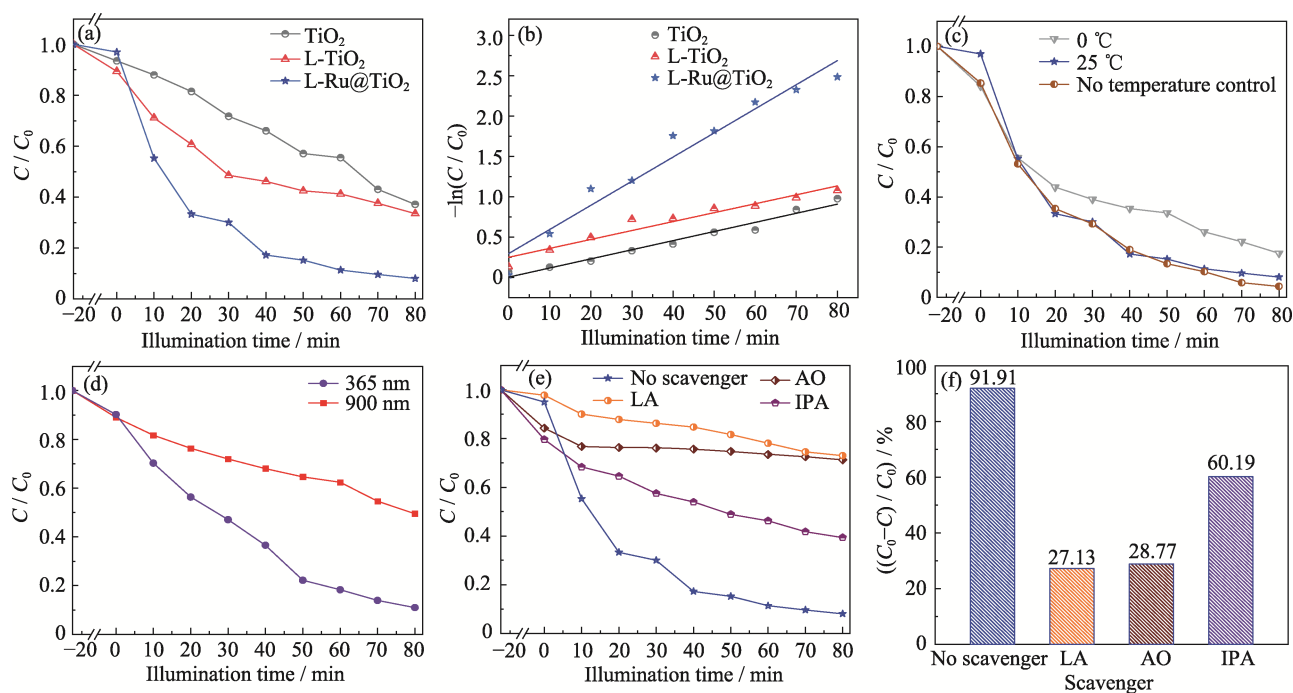 (a)
TiO₂
L-TiO₂
L-Ru@TiO₂
C / C₀
1.0
0.8
0.6
0.4
0.2
0
−20 0 10 20 30 40 50 60 70 80
Illumination time / min
(b)
TiO₂
L-TiO₂
L-Ru@TiO₂
−ln(C / C₀)
3.0
2.5
2.0
1.5
1.0
0.5
0
0 10 20 30 40 50 60 70 80
Illumination time / min
(c)
0 ℃
25 ℃
No temperature control
C / C₀
1.0
0.8
0.6
0.4
0.2
0
−20 0 10 20 30 40 50 60 70 80
Illumination time / min
(d)
365 nm
900 nm
C / C₀
1.0
0.8
0.6
0.4
0.2
0
−20 0 10 20 30 40 50 60 70 80
Illumination time / min
(e)
No scavenger AO
LA IPA
C / C₀
1.0
0.8
0.6
0.4
0.2
0
−20 0 10 20 30 40 50 60 70 80
Illumination time / min
(f)
91.91
27.13
28.77
60.19
((C₀−C) / C₀) / %
100
80
60
40
20
0
No scavenger LA AO IPA
Scavenger